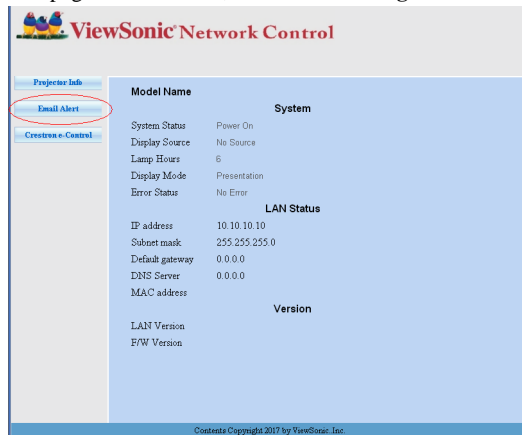 ViewSonic® Network Control
Projector Info
Email Alert
Crestron e-Control
Model Name
System
System Status Power On
Display Source No Source
Lamp Hours 6
Display Mode Presentation
Error Status No Error
LAN Status
IP address 10.10.10.10
Subnet mask 255.255.255.0
Default gateway 0.0.0.0
DNS Server 0.0.0.0
MAC address
Version
LAN Version
F/W Version
Contents Copyright 2017 by ViewSonic. Inc.